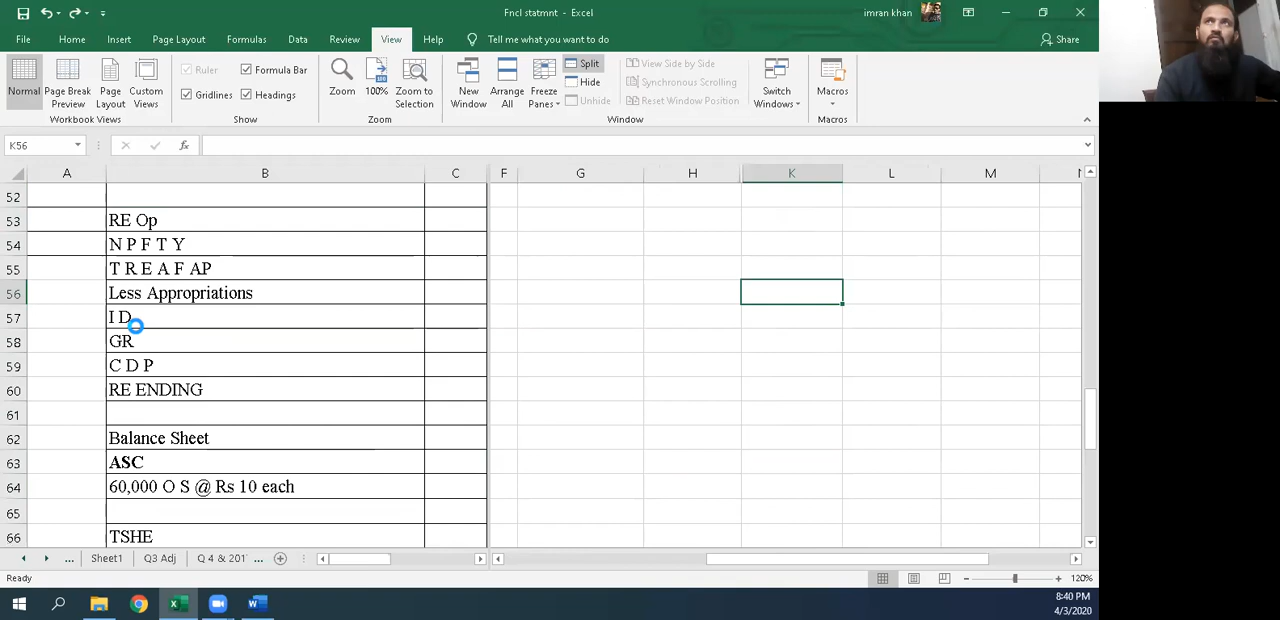 Fncl statmnt - Excel
imran khan
File Home Insert Page Layout Formulas Data Review View Help Tell me what you want to do Share
Normal Page Break Preview Page Layout Custom Views
Workbook Views
Ruler Formula Bar
Gridlines Headings
Show
Zoom 100% Zoom to Selection
Zoom
New Window Arrange All Freeze Panes
Split
Hide
Unhide
View Side by Side
Synchronous Scrolling
Reset Window Position
Window
Switch Windows
Macros
Macros
K56
fx
A B C F G H K L M
52
53 RE Op
54 N P F T Y
55 T R E A F AP
56 Less Appropriations
57 I D
58 GR
59 C D P
60 RE ENDING
61
62 Balance Sheet
63 ASC
64 60,000 O S @ Rs 10 each
65
66 TSHE
... Sheet1 Q3 Adj Q 4 & 201 ...
Ready
120%
8:40 PM
4/3/2020